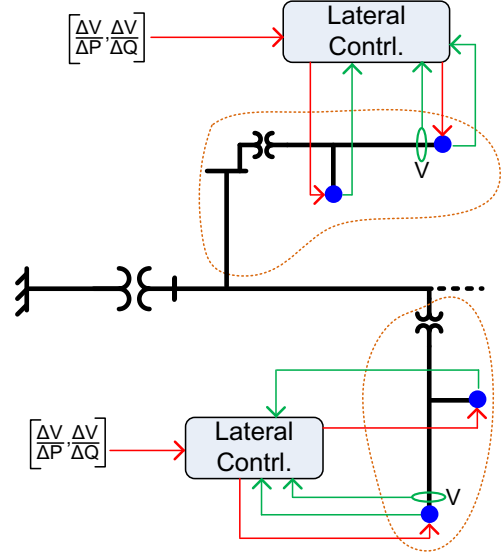 Lateral
Contrl.
[ΔV/ΔP, ΔV/ΔQ]
V
[ΔV/ΔP, ΔV/ΔQ]
Lateral
Contrl.
V